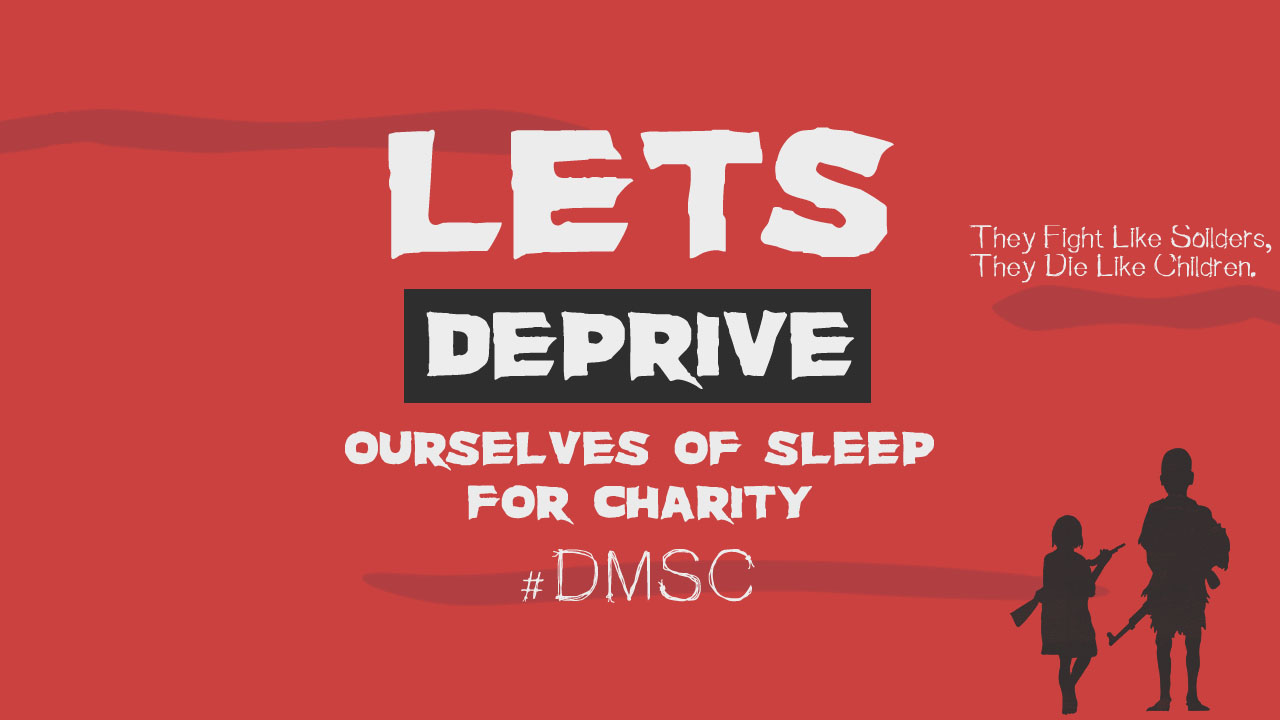 LETS
DEPRIVE
OURSELVES OF SLEEP
FOR CHARITY
#DMSC
They Fight Like Soilders,
They Die Like Children.